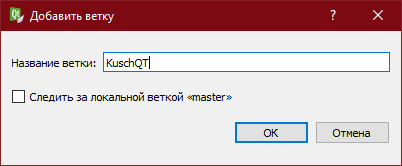 Добавить ветку
Название ветки: KuschQT
Следить за локальной веткой «master»
OK Отмена